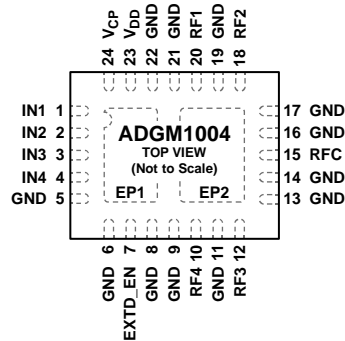 24 VCP
23 VDD
22 GND
21 GND
20 RF1
19 GND
18 RF2
IN1 1
IN2 2
IN3 3
IN4 4
GND 5
ADGM1004
TOP VIEW
(Not to Scale)
EP1
EP2
17 GND
16 GND
15 RFC
14 GND
13 GND
GND 6
EXTD_EN 7
GND 8
GND 9
RF4 10
GND 11
RF3 12